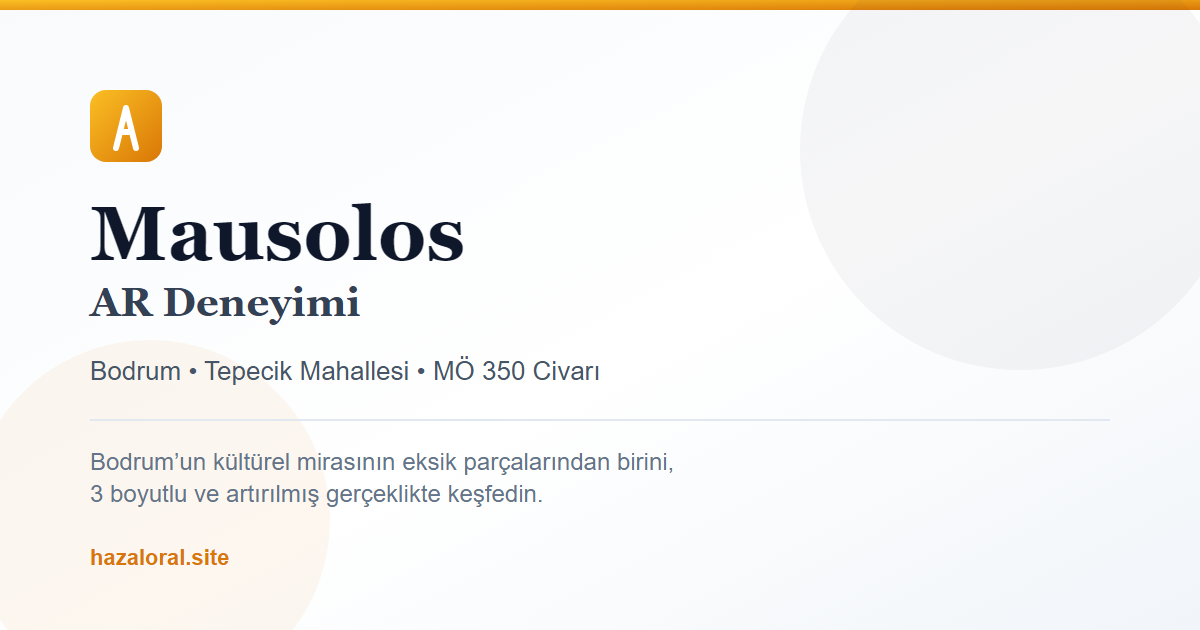 A
Mausolos
AR Deneyimi
Bodrum • Tepecik Mahallesi • MÖ 350 Civarı
Bodrum’un kültürel mirasının eksik parçalarından birini,
3 boyutlu ve artırılmış gerçeklikte keşfedin.
hazaloral.site